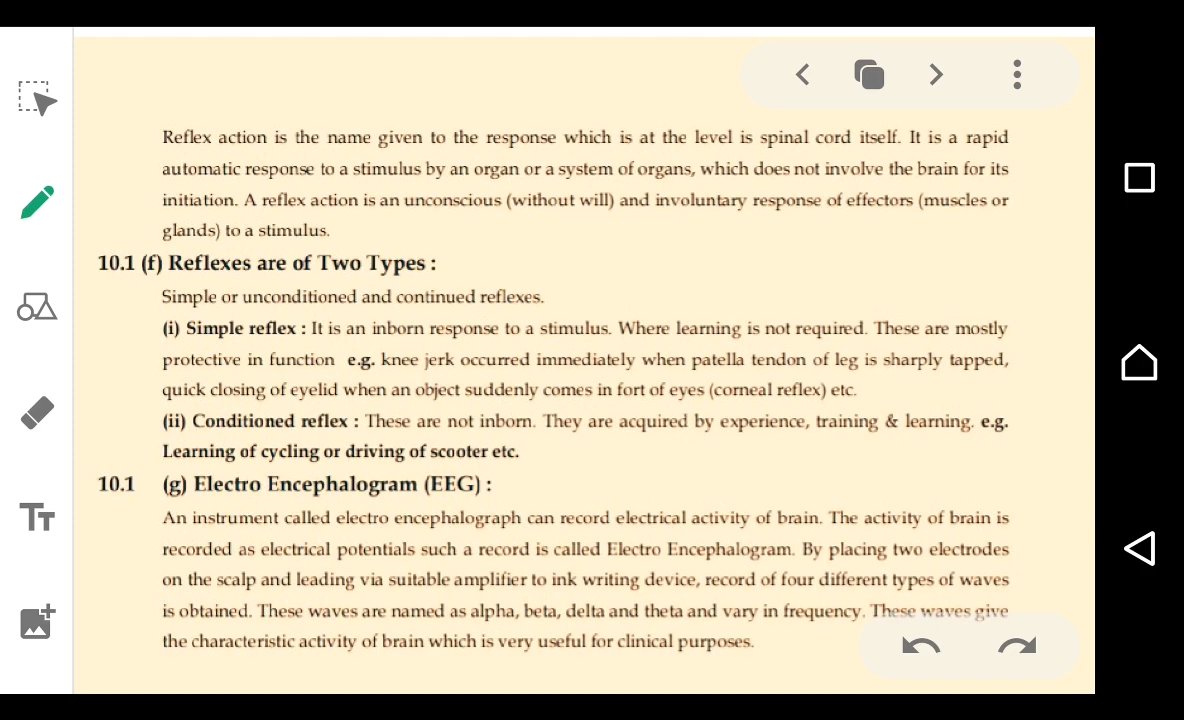 Reflex action is the name given to the response which is at the level is spinal cord itself. It is a rapid
automatic response to a stimulus by an organ or a system of organs, which does not involve the brain for its
initiation. A reflex action is an unconscious (without will) and involuntary response of effectors (muscles or
glands) to a stimulus.
10.1 (f) Reflexes are of Two Types :
Simple or unconditioned and continued reflexes.
(i) Simple reflex : It is an inborn response to a stimulus. Where learning is not required. These are mostly
protective in function e.g. knee jerk occurred immediately when patella tendon of leg is sharply tapped,
quick closing of eyelid when an object suddenly comes in fort of eyes (corneal reflex) etc.
(ii) Conditioned reflex : These are not inborn. They are acquired by experience, training & learning. e.g.
Learning of cycling or driving of scooter etc.
10.1 (g) Electro Encephalogram (EEG) :
An instrument called electro encephalograph can record electrical activity of brain. The activity of brain is
recorded as electrical potentials such a record is called Electro Encephalogram. By placing two electrodes
on the scalp and leading via suitable amplifier to ink writing device, record of four different types of waves
is obtained. These waves are named as alpha, beta, delta and theta and vary in frequency. These waves give
the characteristic activity of brain which is very useful for clinical purposes.
TT